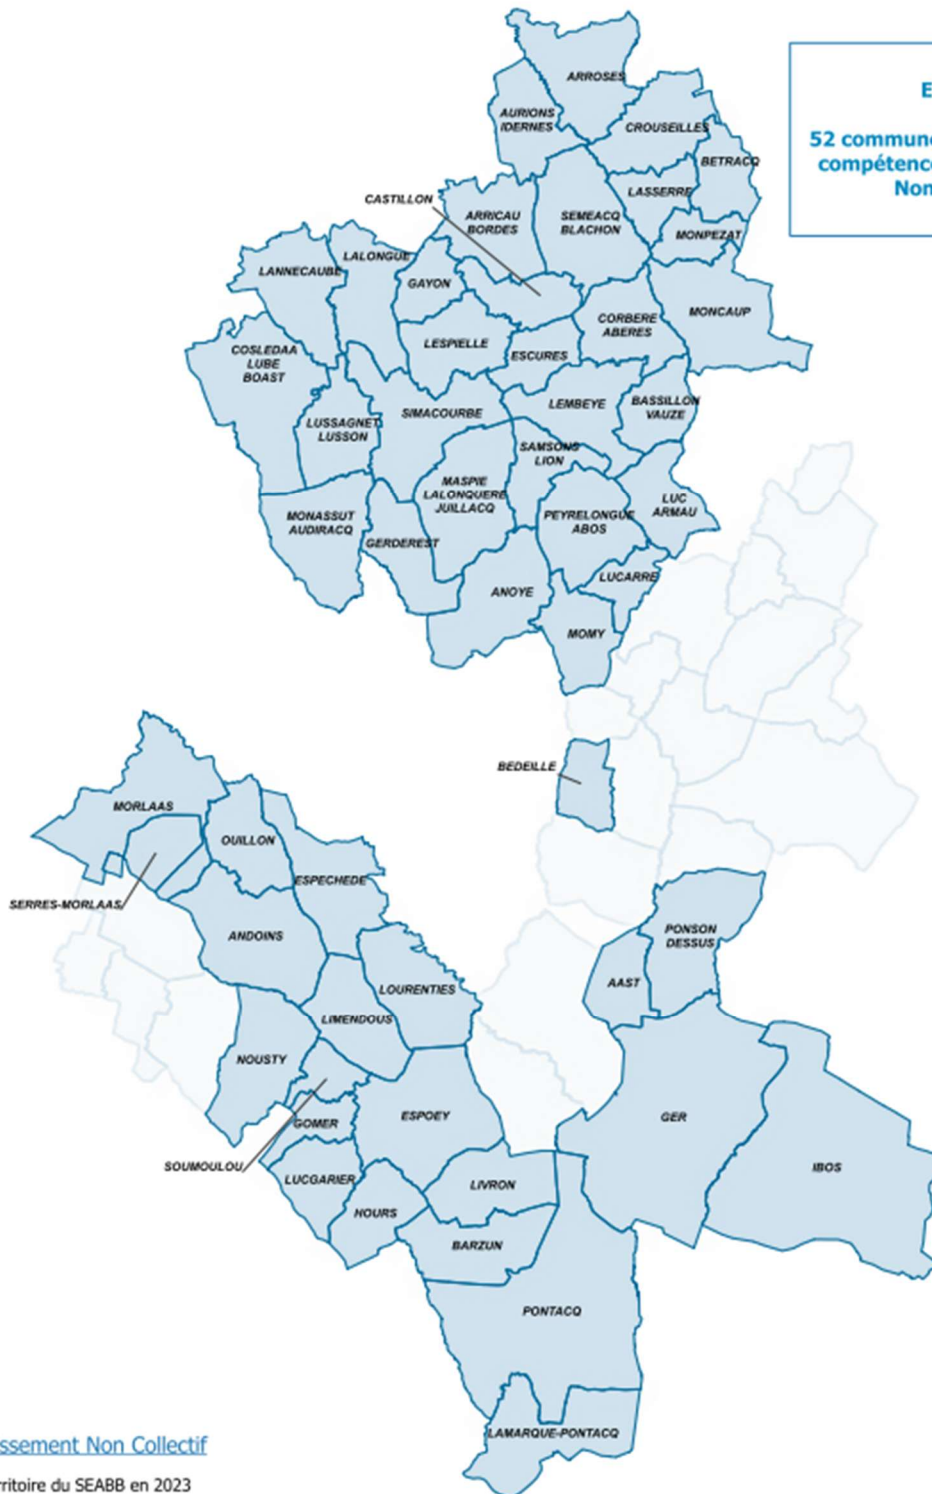 E
52 commune
compétence
Non
ARROSES
AURIONS
IDERNES
CROUSEILLES
BETRACQ
LASSERRE
CASTILLON
ARRICAU
BORDES
SEMEACQ
BLACHON
MONPEZAT
LANNECAUBE
LALONGUE
GAYON
MONCAUP
CORBERE
ABERES
COSLEDAA
LUBE
BOAST
LESPIELLE
ESCURES
LUSSAGNET
LUSSON
SIMACOURBE
LEMBEYE
BASSILLON
VAUZE
SAMSONS
LION
MASPIE
LALONQUERE
JUILLACQ
LUC
ARMAU
MONASSUT
AUDIRACQ
PEYRELONGUE
ABOS
GERDEREST
LUCARRE
ANOYE
MOMY
BEDEILLE
MORLAAS
OUILLON
ESPECHEDE
SERRES-MORLAAS
ANDOINS
PONSON
DESSUS
AAST
LOURENTIES
LIMENDOUS
NOUSTY
ESPOEY
GER
GOMER
SOUMOULOU
IBOS
LUCGARIER
LIVRON
HOURS
BARZUN
PONTACQ
LAMARQUE-PONTACQ
ssement Non Collectif
rritoire du SEABB en 2023